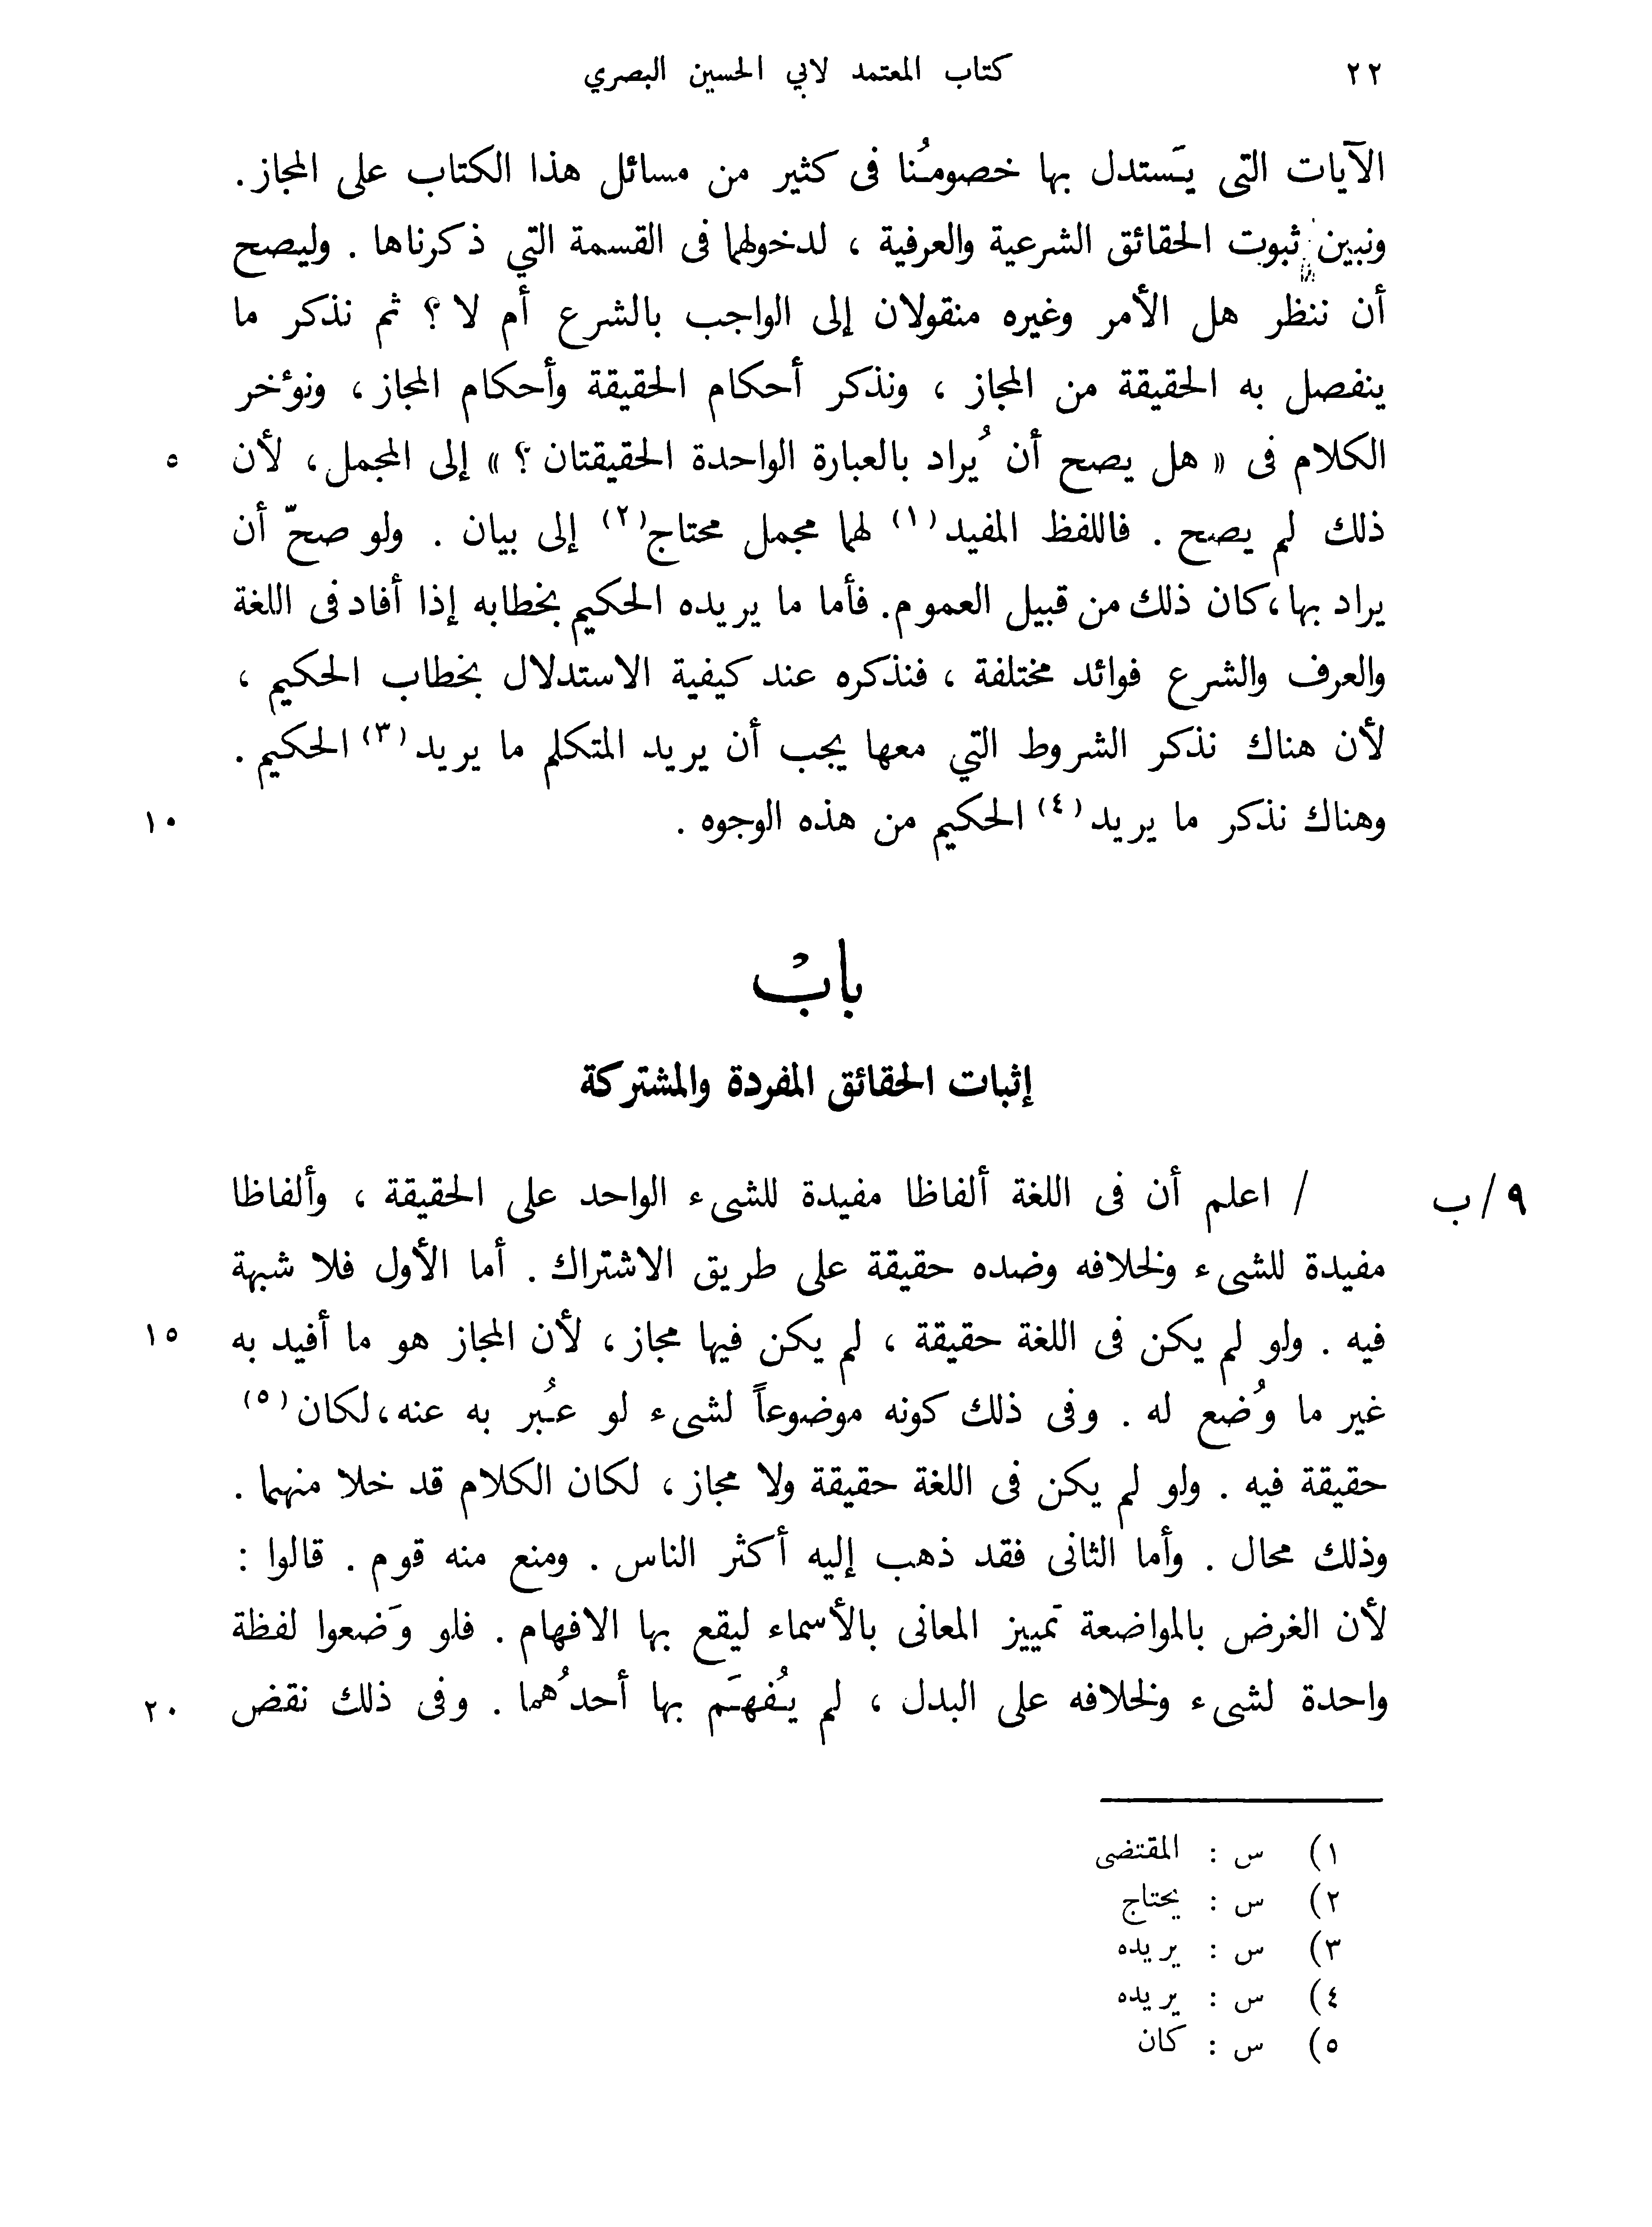 ٢٢ كتاب المعتمد لابي الحسين البصري
الآيات التى يَستدل بها خصومُنا فى كثير من مسائل هذا الكتاب على المجاز.
ونبين ثبوت الحقائق الشرعية والعرفية ، لدخولها فى القسمة التي ذكرناها . وليصح
أن ننظر هل الأمر وغيره منقولان إلى الواجب بالشرع أم لا ؟ ثم نذكر ما
ينفصل به الحقيقة من المجاز ، ونذكر أحكام الحقيقة وأحكام المجاز ، ونؤخر
الكلام فى « هل يصح أن يُراد بالعبارة الواحدة الحقيقتان ؟ » إلى المجمل ، لأن ٥
ذلك لم يصح . فاللفظ المفيد (١) لهما مجمل محتاج (٢) إلى بيان . ولو صحّ أن
يراد بها ، كان ذلك من قبيل العموم. فأما ما يريده الحكيم بخطابه إذا أفاد فى اللغة
والعرف والشرع فوائد مختلفة ، فنذكره عند كيفية الاستدلال بخطاب الحكيم ،
لأن هناك نذكر الشروط التي معها يجب أن يريد المتكلم ما يريد (٣) الحكيم .
وهناك نذكر ما يريد (٤) الحكيم من هذه الوجوه . ١٠
بابْ
إثبات الحقائق المفردة والمشتركة
٩/ب / اعلم أن فى اللغة ألفاظا مفيدة للشىء الواحد على الحقيقة ، وألفاظا
مفيدة للشىء ولخلافه وضده حقيقة على طريق الاشتراك . أما الأول فلا شبهة
فيه . ولو لم يكن فى اللغة حقيقة ، لم يكن فيها مجاز ، لأن المجاز هو ما أفيد به ١٥
غير ما وُضع له . وفى ذلك كونه موضوعاً لشىء لو عُبر به عنه ، لكان (٥)
حقيقة فيه . ولو لم يكن فى اللغة حقيقة ولا مجاز ، لكان الكلام قد خلا منهما .
وذلك محال . وأما الثانى فقد ذهب إليه أكثر الناس . ومنع منه قوم . قالوا :
لأن الغرض بالمواضعة تمييز المعانى بالأسماء ليقع بها الافهام . فلو وَضعوا لفظة
واحدة لشىء ولخلافه على البدل ، لم يُفهَم بها أحدُهما . وفى ذلك نقض ٢٠
١) س : المقتضى
٢) س : يحتاج
٣) س : يريده
٤) س : يريده
٥) س : كان